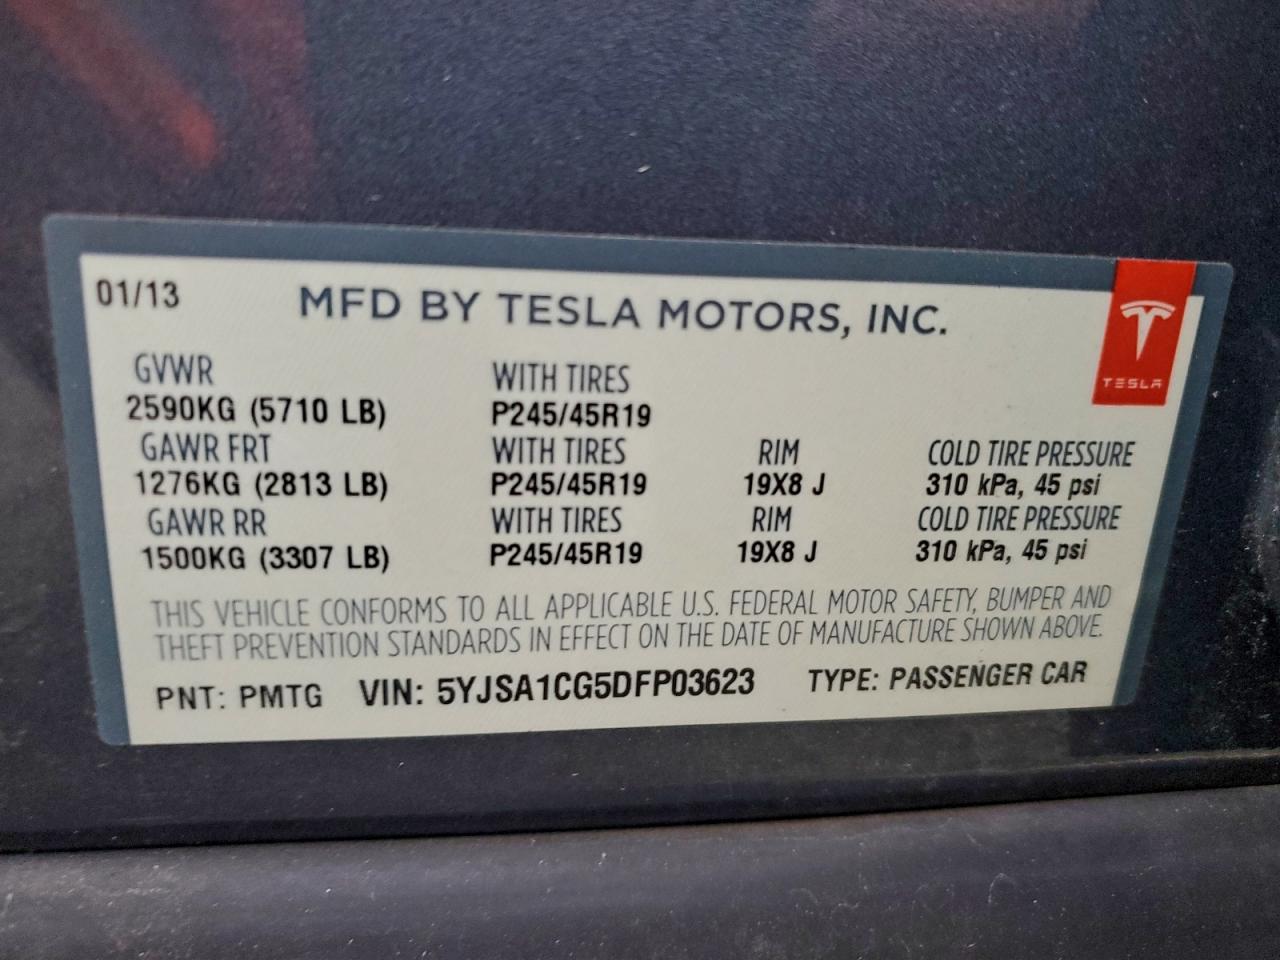 01/13 MFD BY TESLA MOTORS, INC.
TESLA
GVWR WITH TIRES
2590KG (5710 LB) P245/45R19
GAWR FRT WITH TIRES RIM COLD TIRE PRESSURE
1276KG (2813 LB) P245/45R19 19X8 J 310 kPa, 45 psi
GAWR RR WITH TIRES RIM COLD TIRE PRESSURE
1500KG (3307 LB) P245/45R19 19X8 J 310 kPa, 45 psi
THIS VEHICLE CONFORMS TO ALL APPLICABLE U.S. FEDERAL MOTOR SAFETY, BUMPER AND
THEFT PREVENTION STANDARDS IN EFFECT ON THE DATE OF MANUFACTURE SHOWN ABOVE.
PNT: PMTG VIN: 5YJSA1CG5DFP03623 TYPE: PASSENGER CAR